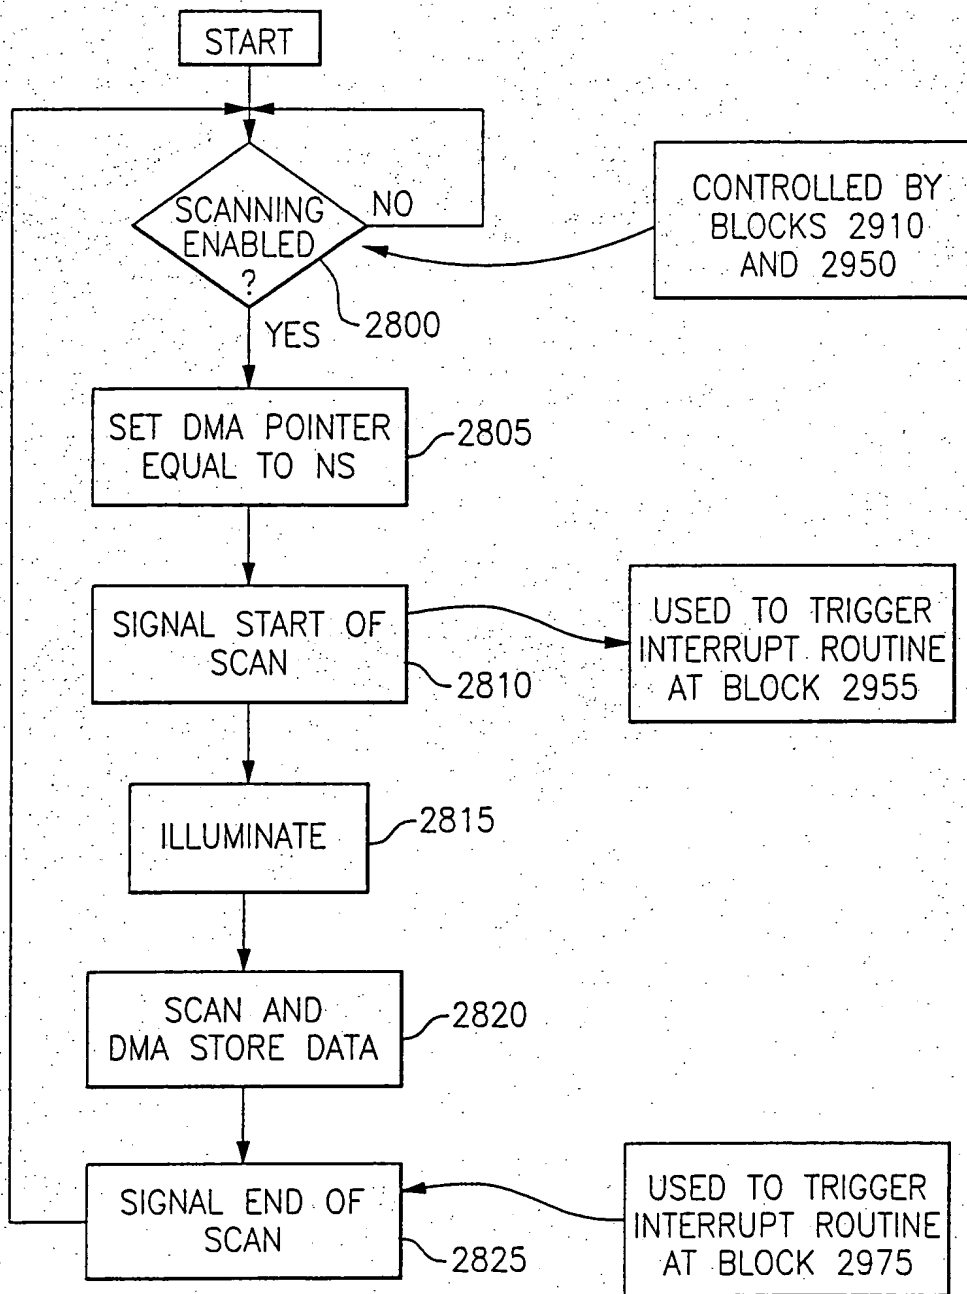 START
SCANNING
ENABLED
?
NO
2800
YES
CONTROLLED BY
BLOCKS 2910
AND 2950
SET DMA POINTER
EQUAL TO NS
2805
SIGNAL START OF
SCAN
2810
USED TO TRIGGER
INTERRUPT ROUTINE
AT BLOCK 2955
ILLUMINATE
2815
SCAN AND
DMA STORE DATA
2820
SIGNAL END OF
SCAN
2825
USED TO TRIGGER
INTERRUPT ROUTINE
AT BLOCK 2975